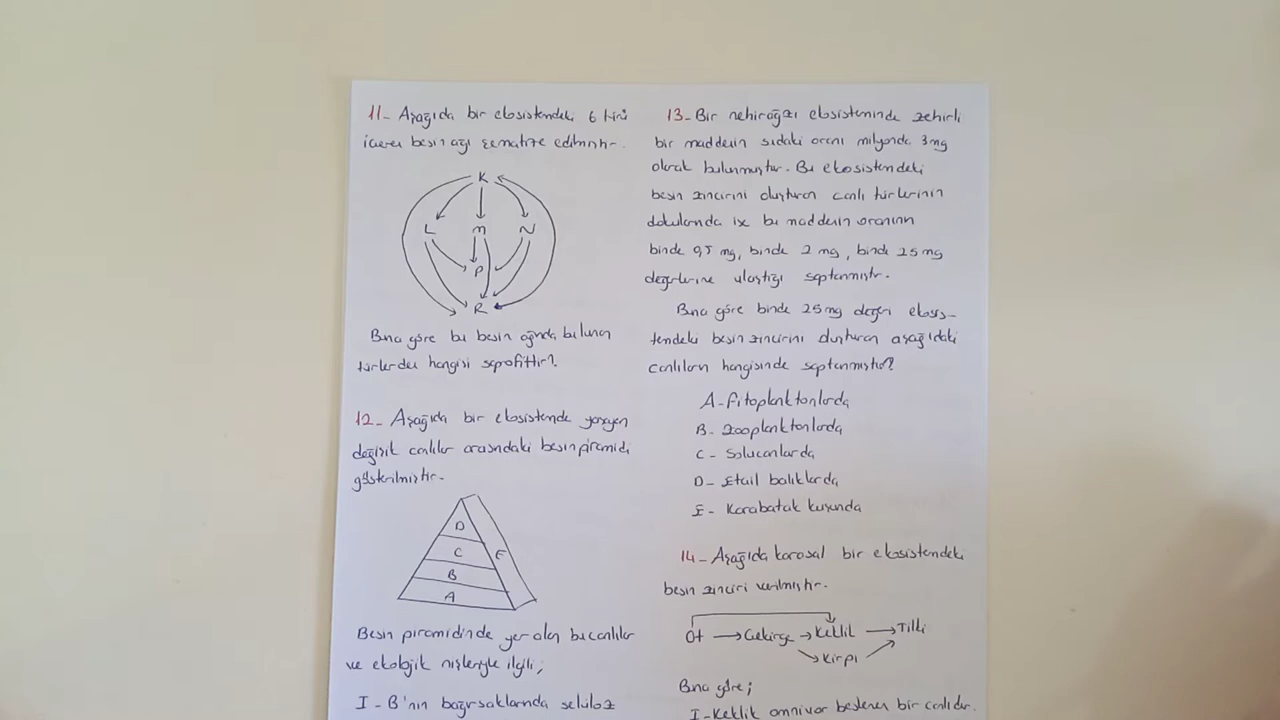 11- Aşağıda bir ekosistemdeki 6 türü
içeren besin ağı şematize edilmiştir.
K
L M N
P
R
Buna göre bu besin ağında bulunan
türlerden hangisi saprofittir?
12- Aşağıda bir ekosistemde yaşayan
değişik canlılar arasındaki besin piramidi
gösterilmiştir.
D
C
E
B
A
Besin piramidinde yer alan bu canlılar
ve ekolojik nişleriyle ilgili;
I - B'nin bağırsaklarında selüloz
13- Bir nehirağzı ekosisteminde zehirli
bir maddenin sudaki oranı milyonda 3mg
olarak bulunmuştur. Bu ekosistemdeki
besin zincirini oluşturan canlı türlerinin
dokularında ise bu maddenin oranının
binde 0,5 mg, binde 2 mg, binde 25 mg
değerlerine ulaştığı saptanmıştır.
Buna göre binde 25 mg değeri ekosis-
temdeki besin zincirini oluşturan aşağıdaki
canlıların hangisinde saptanmıştır?
A- Fitoplanktonlarda
B- Zooplanktonlarda
C- Solucanlarda
D- Etçil balıklarda
E- Karabatak kuşunda
14- Aşağıda karasal bir ekosistemdeki
besin zinciri verilmiştir.
Ot → Çekirge → Keklik → Tilki
Kirpi
Buna göre;
I- Keklik omnivor beslenen bir canlıdır.